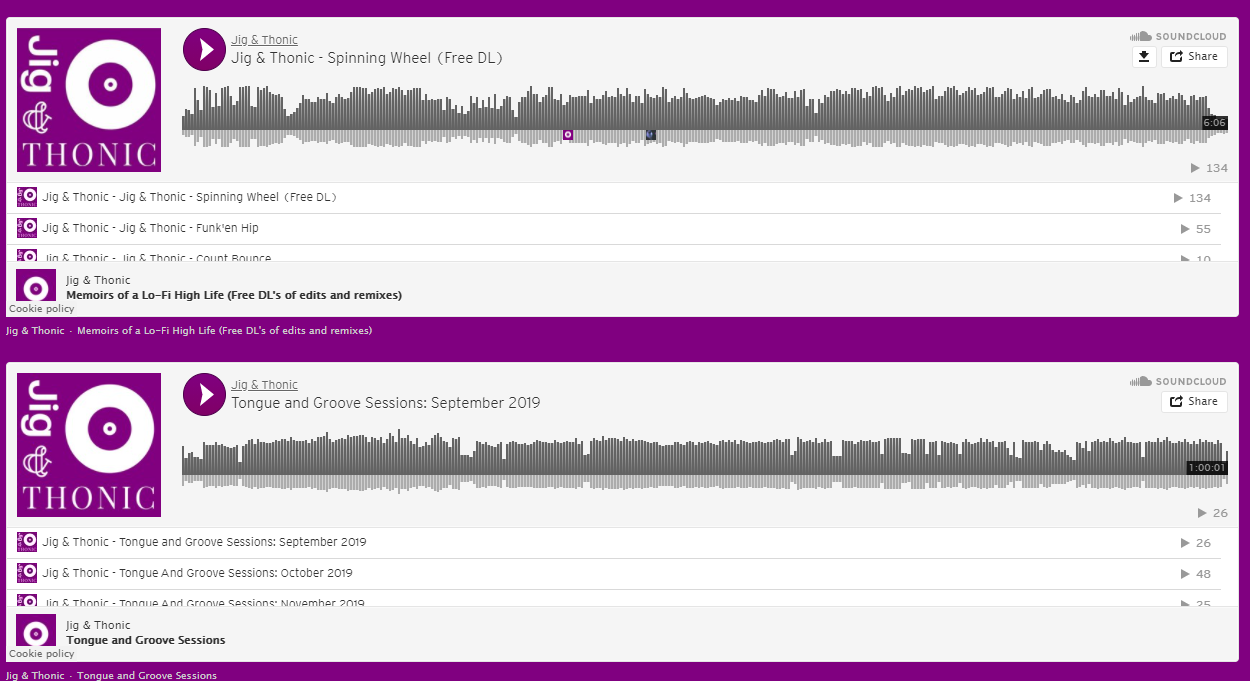 Jig
&
THONIC
Jig & Thonic
Jig & Thonic - Spinning Wheel (Free DL)
SOUNDCLOUD
Share
6:06
134
Jig & Thonic - Jig & Thonic - Spinning Wheel (Free DL)
134
Jig & Thonic - Jig & Thonic - Funk'en Hip
55
Jig & Thonic - Jig & Thonic - Count Bounce
10
Jig & Thonic
Memoirs of a Lo-Fi High Life (Free DL's of edits and remixes)
Cookie policy
Jig & Thonic · Memoirs of a Lo-Fi High Life (Free DL's of edits and remixes)
Jig
&
THONIC
Jig & Thonic
Tongue and Groove Sessions: September 2019
SOUNDCLOUD
Share
1:00:01
26
Jig & Thonic - Tongue and Groove Sessions: September 2019
26
Jig & Thonic - Tongue And Groove Sessions: October 2019
48
Jig & Thonic - Tongue And Groove Sessions: November 2019
25
Jig & Thonic
Tongue and Groove Sessions
Cookie policy
Jig & Thonic · Tongue and Groove Sessions